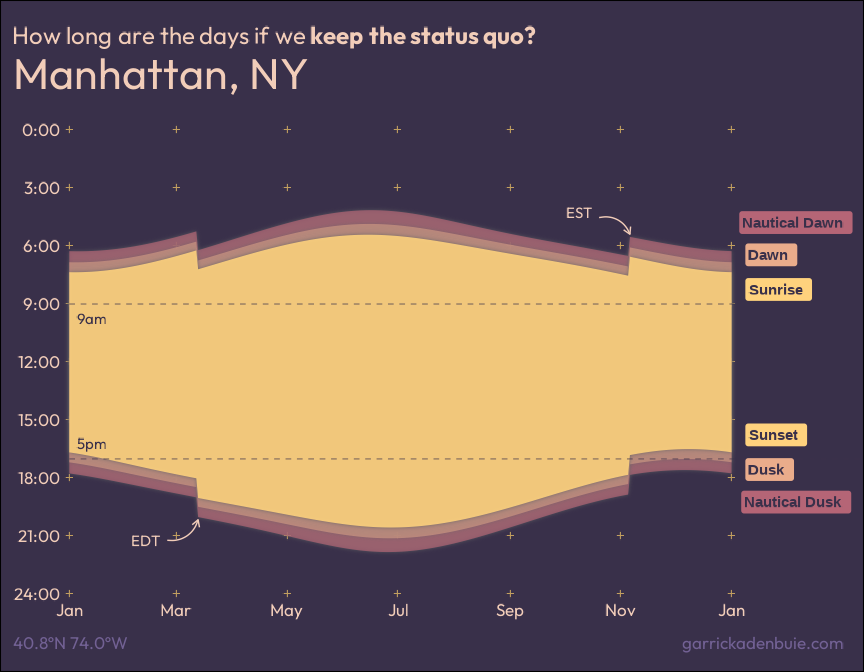 How long are the days if we keep the status quo?
Manhattan, NY
0:00
3:00
EST
Nautical Dawn
6:00
Dawn
Sunrise
9:00
9am
12:00
15:00
Sunset
5pm
Dusk
18:00
Nautical Dusk
21:00
EDT
24:00
Jan Mar May Jul Sep Nov Jan
40.8°N 74.0°W garrickadenbuie.com